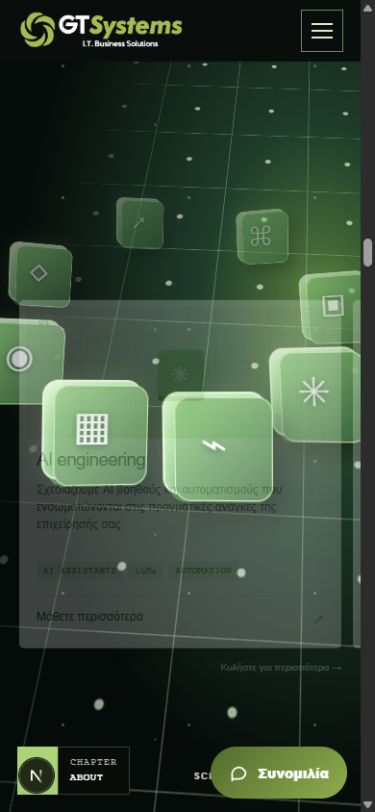 GTSystems
I.T. Business Solutions
AI engineering
Σχεδιάζουμε AI βοηθούς και αυτοματισμούς που
ενσωματώνονται στις πραγματικές ανάγκες της
επιχείρησής σας.
AI ASSISTANTS LLMs AUTOMATION
Μάθετε περισσότερα
Κυλήστε για περισσότερα →
N
CHAPTER
ABOUT
Συνομιλία